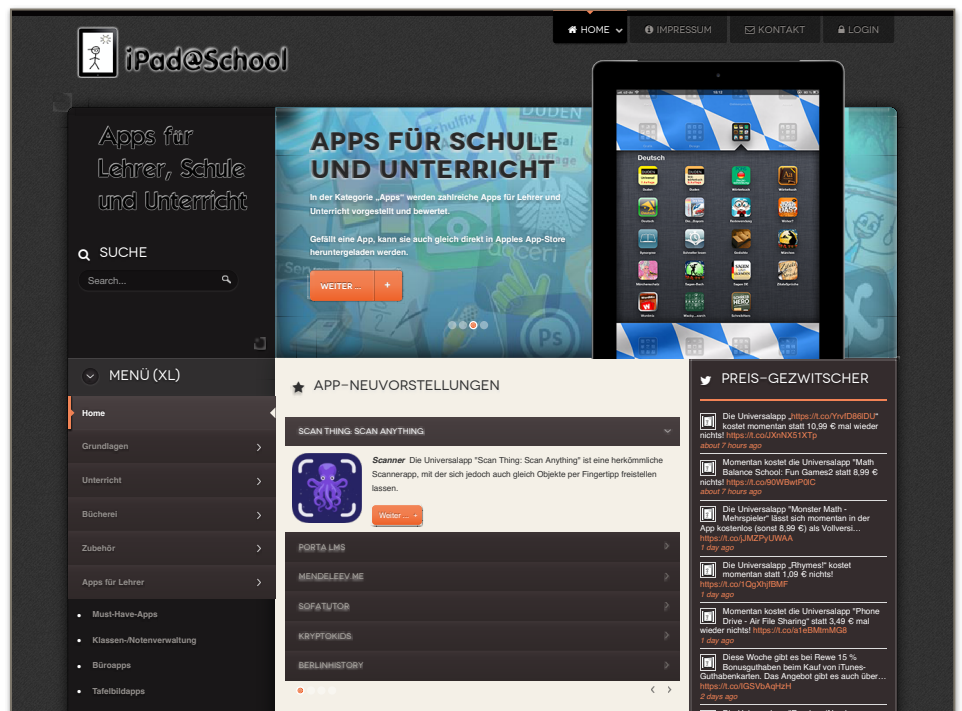 iPad@School
HOME
IMPRESSUM
KONTAKT
LOGIN
Apps für
Lehrer, Schule
und Unterricht
SUCHE
Search...
APPS FÜR SCHULE
UND UNTERRICHT
In der Kategorie „Apps" werden zahlreiche Apps für Lehrer und
Unterricht vorgestellt und bewertet.
Gefällt eine App, kann sie auch gleich direkt in Apples App-Store
heruntergeladen werden.
WEITER ... +
DUDEN
Schulfix
Auflage
doceri
Ps
Deutsch
MENÜ (XL)
Home
Grundlagen
Unterricht
Bücherei
Zubehör
Apps für Lehrer
Must-Have-Apps
Klassen-/Notenverwaltung
Büroapps
Tafelbildapps
APP-NEUVORSTELLUNGEN
SCAN THING: SCAN ANYTHING
Scanner Die Universalapp "Scan Thing: Scan Anything" ist eine herkömmliche
Scannerapp, mit der sich jedoch auch gleich Objekte per Fingertipp freistellen
lassen.
Weiter ... +
PORTA LMS
MENDELEEV.ME
SOFATUTOR
KRYPTOKIDS
BERLINHISTORY
PREIS-GEZWITSCHER
Die Universalapp „https://t.co/YrvfD86IDU"
kostet momentan statt 10,99 € mal wieder
nichts! https://t.co/JXnNX51XTp
about 7 hours ago
Momentan kostet die Universalapp "Math
Balance School: Fun Games2 statt 8,99 €
nichts! https://t.co/90WBwtP0IC
about 7 hours ago
Die Universalapp "Monster Math -
Mehrspieler" lässt sich momentan in der
App kostenlos (sonst 8,99 €) als Vollversi...
https://t.co/jJMZPyUWAA
1 day ago
Die Universalapp „Rhymes!" kostet
momentan statt 1,09 € nichts!
https://t.co/1QgXhjfBMF
1 day ago
Momentan kostet die Universalapp "Phone
Drive - Air File Sharing" statt 3,49 € mal
wieder nichts! https://t.co/a1eBMtmMG8
1 day ago
Diese Woche gibt es bei Rewe 15 %
Bonusguthaben beim Kauf von iTunes-
Guthabenkarten. Das Angebot gibt es auch über...
https://t.co/IGSVbAqHzH
2 days ago